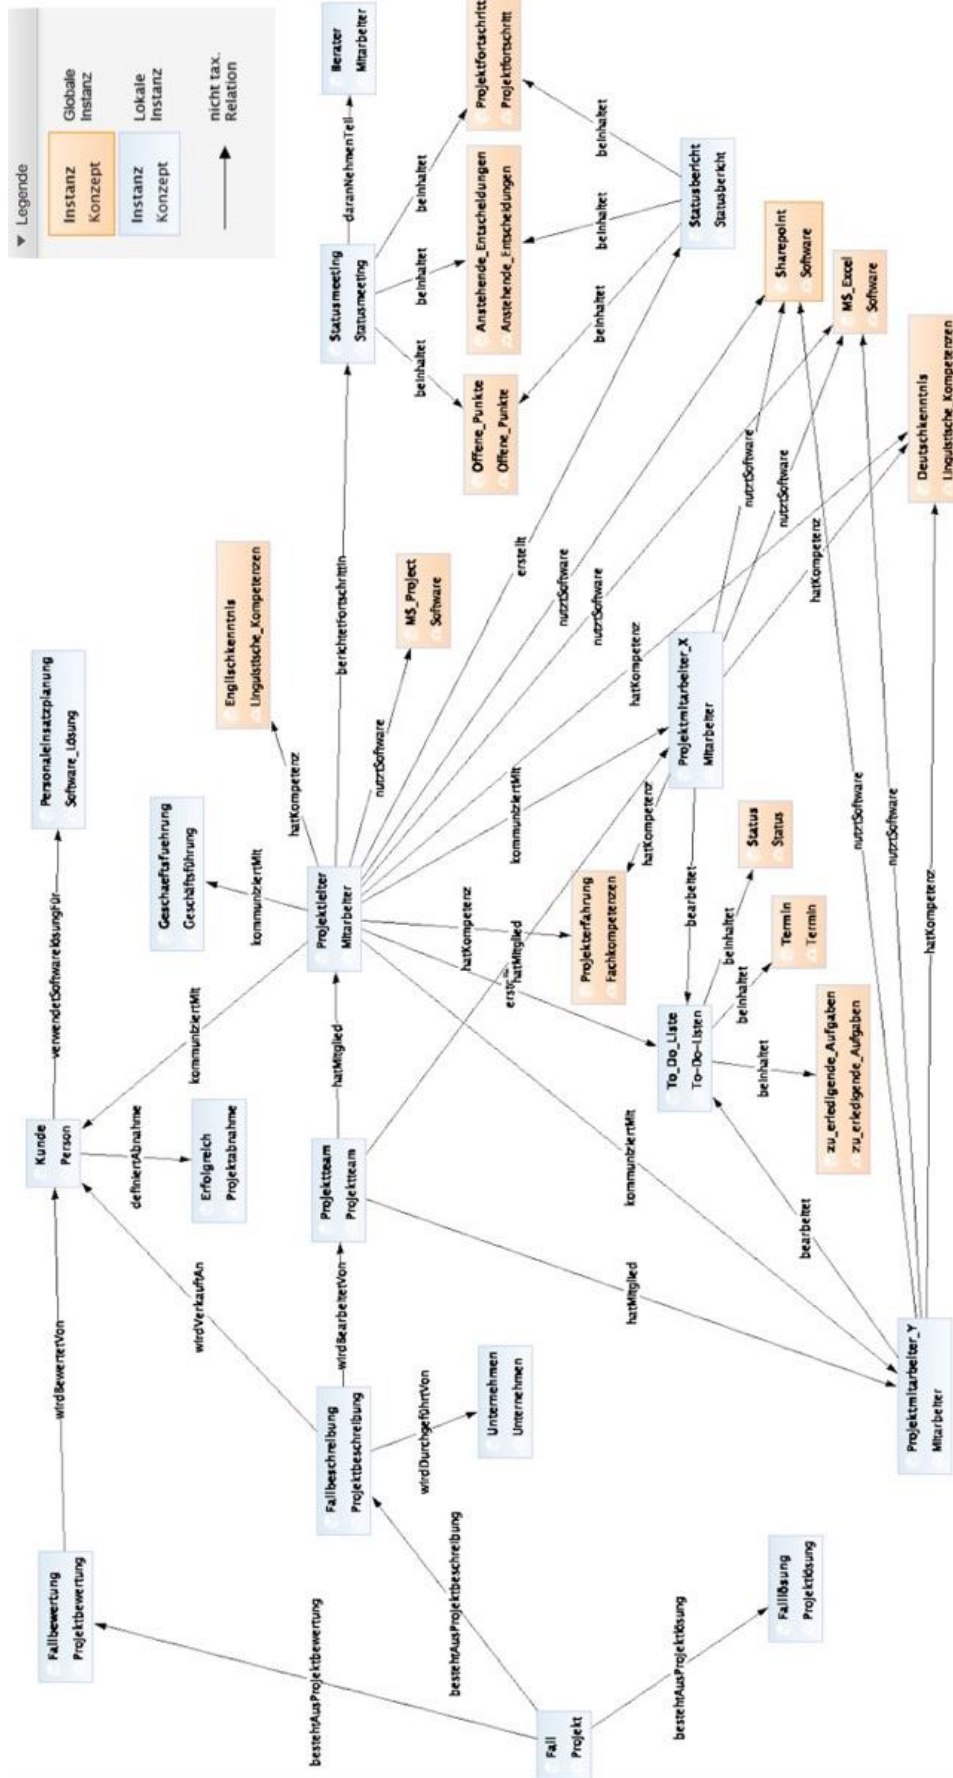 Legende
Instanz
Konzept
Globale
Instanz
Instanz
Konzept
Lokale
Instanz
nicht tax.
Relation
Fallbewertung
Projektbewertung
wirdBewertetVon
Kunde
Person
verwendetSoftwarelösungFür
Personaleinsatzplanung
Software_Lösung
definiertAbnahme
Erfolgreich
Projektabnahme
kommuniziertMit
Geschaeftsfuehrung
Geschäftsführung
kommuniziertMit
hatKompetenz
Englischkenntnis
Linguistische_Kompetenzen
wirdVerkauftAn
Fallbeschreibung
Projektbeschreibung
wirdBearbeitetVon
Projektteam
Projektteam
hatMitglied
Projektleiter
Mitarbeiter
berichtetFortschrittIn
Statusmeeting
Statusmeeting
daranNehmenTeil
Berater
Mitarbeiter
nutztSoftware
MS_Project
Software
beinhaltet
beinhaltet
beinhaltet
Offene_Punkte
Offene_Punkte
Anstehende_Entscheidungen
Anstehende_Entscheidungen
Projektfortschritt
Projektfortschritt
wirdDurchgeführtVon
Unternehmen
Unternehmen
bestehtAusProjektbewertung
bestehtAusProjektbeschreibung
bestehtAusProjektlösung
Fall
Projekt
Falllösung
Projektlösung
hatKompetenz
hatMitglied
Projekterfahrung
Fachkompetenzen
kommuniziertMit
erstellt
nutztSoftware
nutztSoftware
beinhaltet
beinhaltet
beinhaltet
Statusbericht
Statusbericht
hatMitglied
kommuniziertMit
hatKompetenz
hatKompetenz
To_Do_Liste
To-Do-Listen
bearbeitet
Projektmitarbeiter_X
Mitarbeiter
beinhaltet
beinhaltet
beinhaltet
Status
Status
Termin
Termin
zu_erledigende_Aufgaben
zu_erledigende_Aufgaben
nutztSoftware
nutztSoftware
hatKompetenz
Sharepoint
Software
MS_Excel
Software
bearbeitet
nutztSoftware
nutztSoftware
hatKompetenz
Projektmitarbeiter_Y
Mitarbeiter
Deutschkenntnis
Linguistische_Kompetenzen